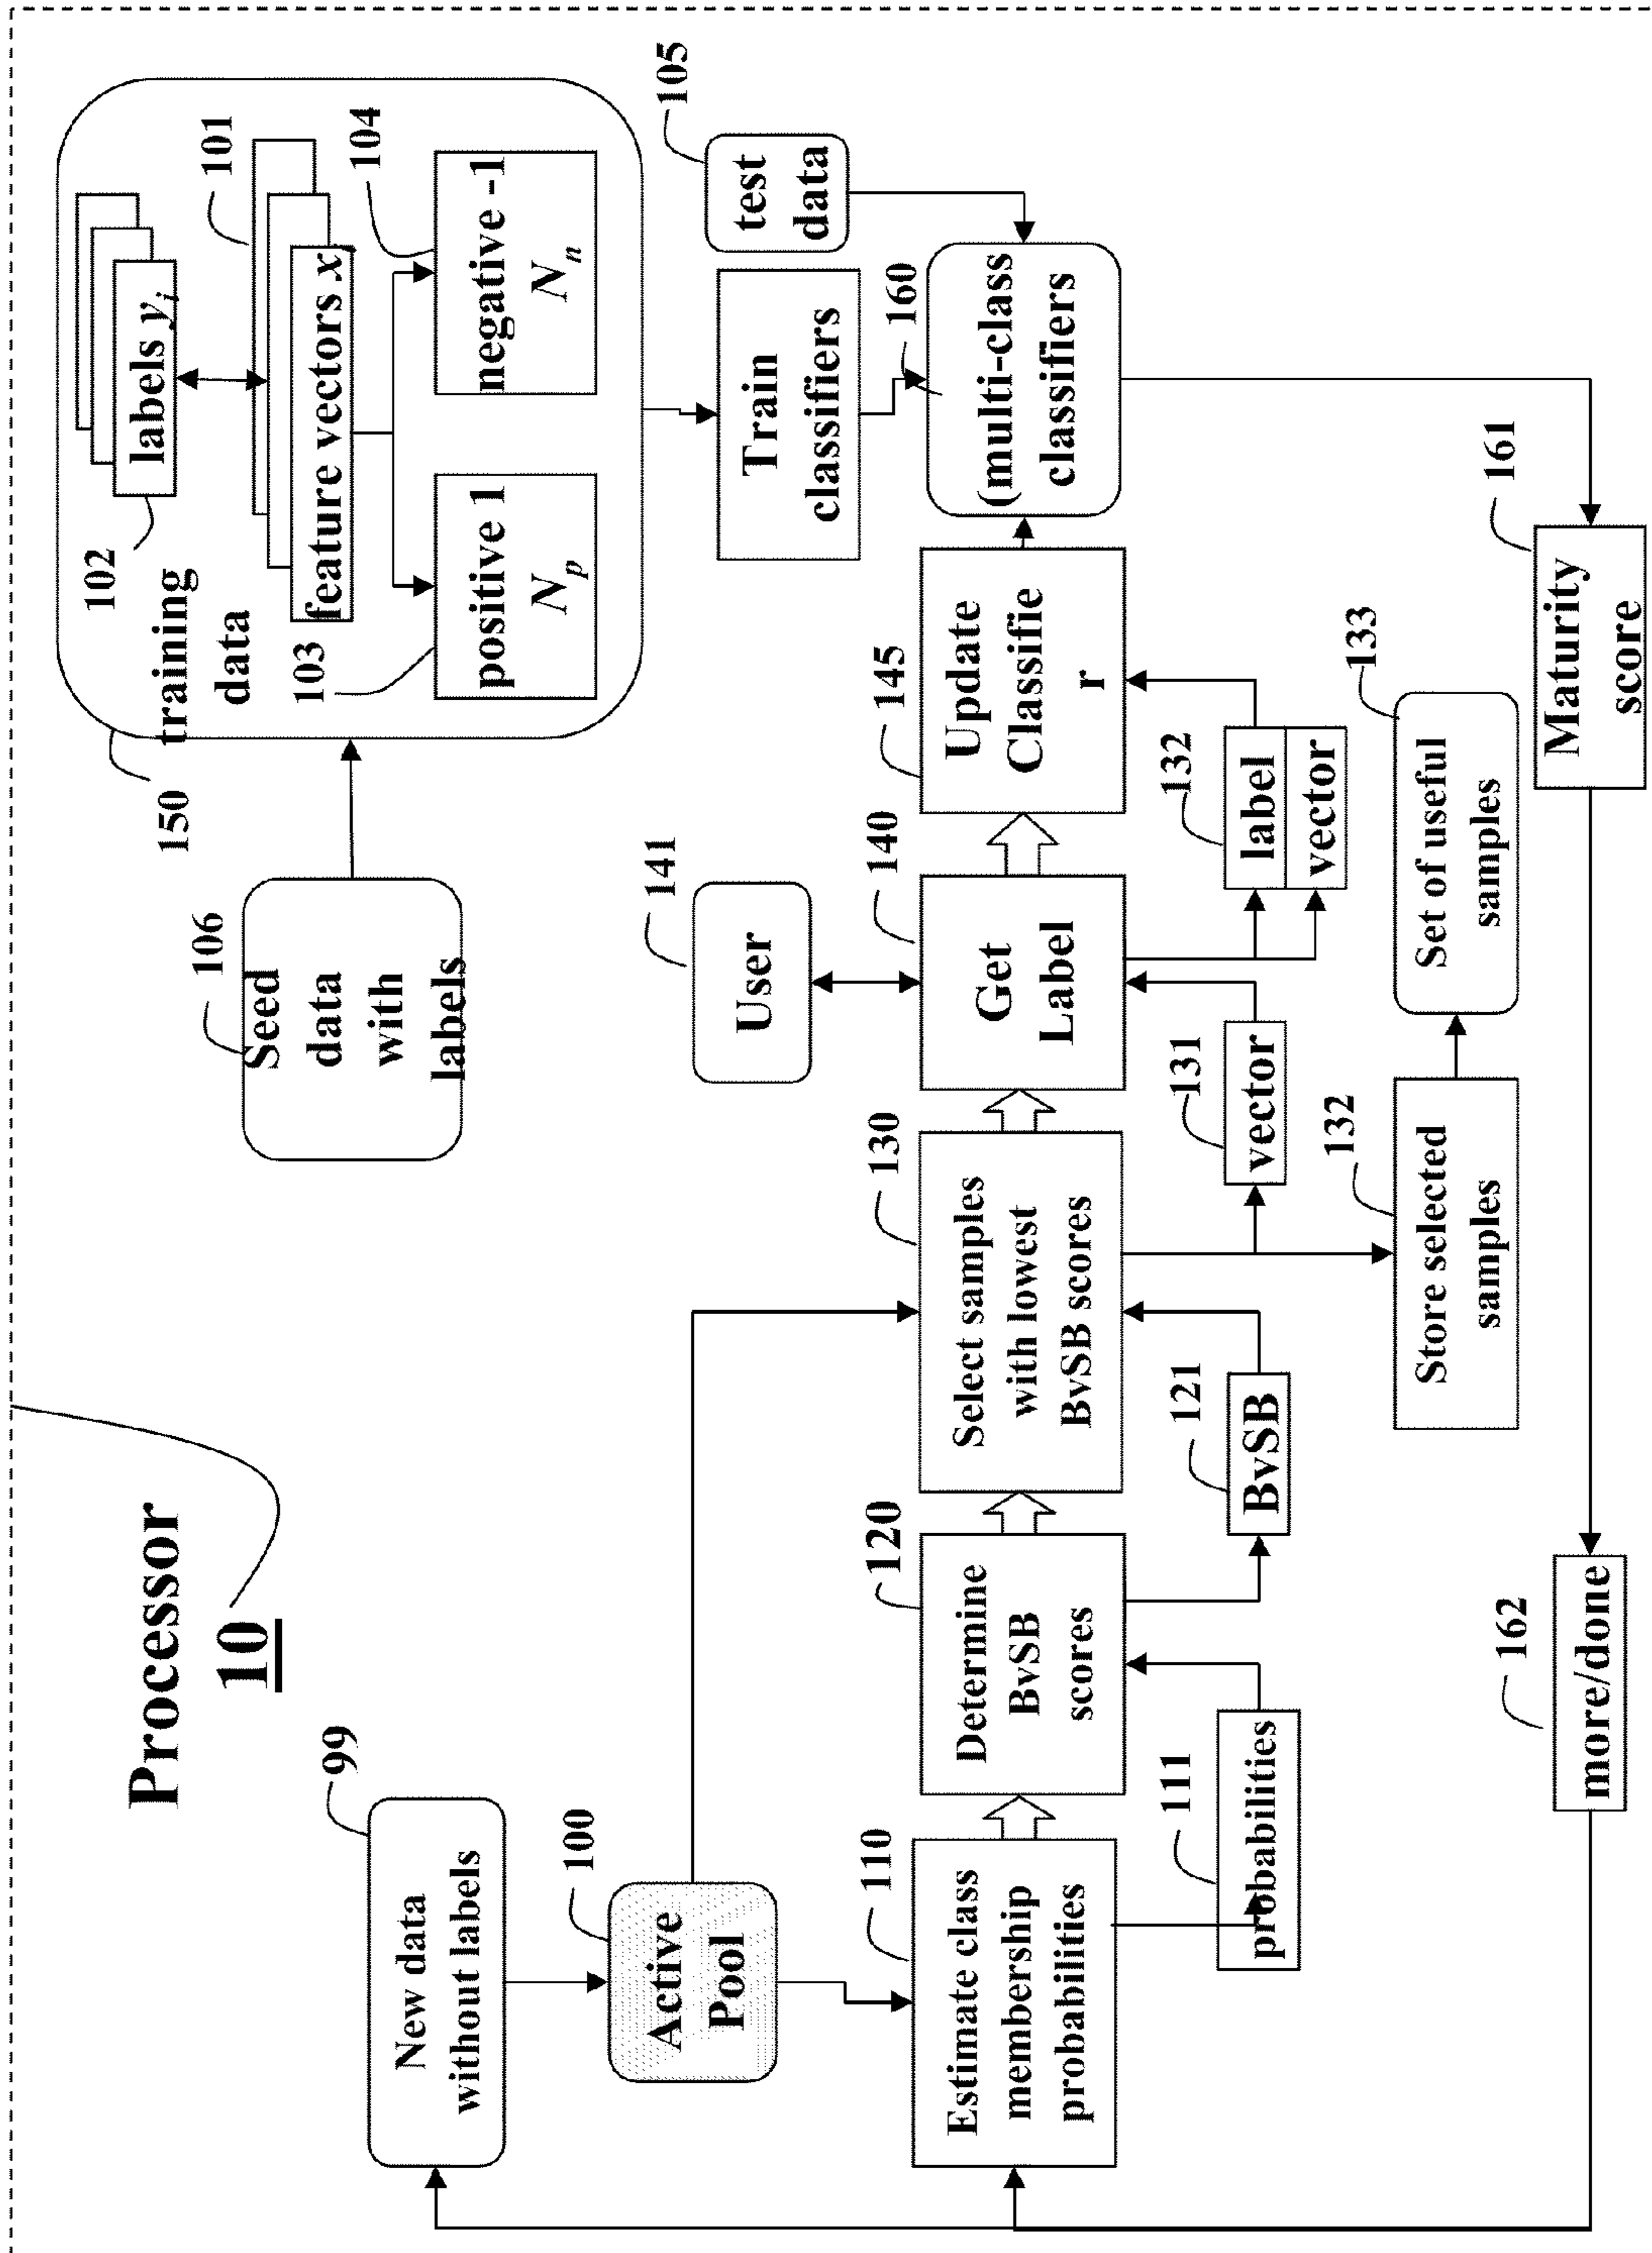 Processor
10
New data
without labels
99
Active
Pool
100
Seed
data
with
labels
106
150
training
data
labels yi
102
feature vectors x
101
positive 1
Np
103
negative -1
Nn
104
Train
classifiers
test
data
105
User
141
Estimate class
membership
probabilities
110
Determine
BvSB
scores
120
Select samples
with lowest
BvSB scores
130
Get
Label
140
Update
Classifie
r
145
(multi-class
classifiers
160
probabilities
111
BvSB
121
vector
131
label
vector
132
Store selected
samples
132
Set of useful
samples
133
Maturity
score
161
more/done
162